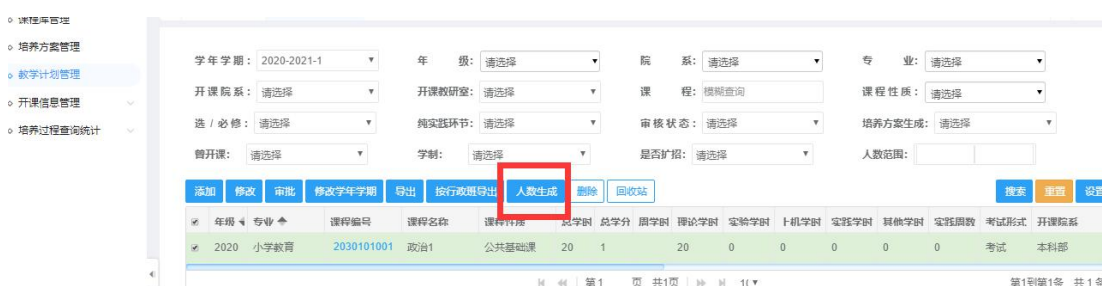 课程库管理
培养方案管理
教学计划管理
开课信息管理
培养过程查询统计
学年学期: 2020-2021-1 年 级: 请选择 院 系: 请选择 专 业: 请选择
开课院系: 请选择 开课教研室: 请选择 课 程: 模糊查询 课程性质: 请选择
选 / 必修: 请选择 纯实践环节: 请选择 审核状态: 请选择 培养方案生成: 请选择
曾开课: 请选择 学制: 请选择 是否扩招: 请选择 人数范围:
添加 修改 审批 修改学年学期 导出 按行政班导出 人数生成 删除 回收站 搜索 重置 设置
年级 专业 课程编号 课程名称 课程性质 总学时 总学分 周学时 理论学时 实验学时 上机学时 实践学时 其他学时 实践周数 考试形式 开课院系
2020 小学教育 2030101001 政治1 公共基础课 20 1 20 0 0 0 0 0 考试 本科部
第 1 页 共1页 1( 第1到第1条 共 1 条